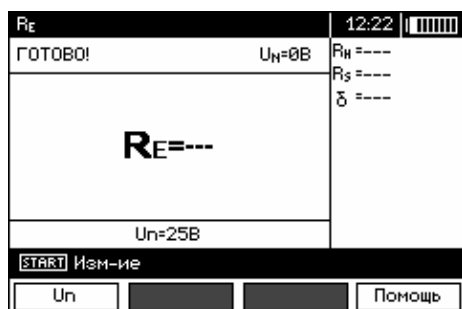 RE 12:22
ГОТОВО! UN=0В
RH=---
RS=---
δ=---
RE=---
Un=25В
START Изм-ие
Un Помощь